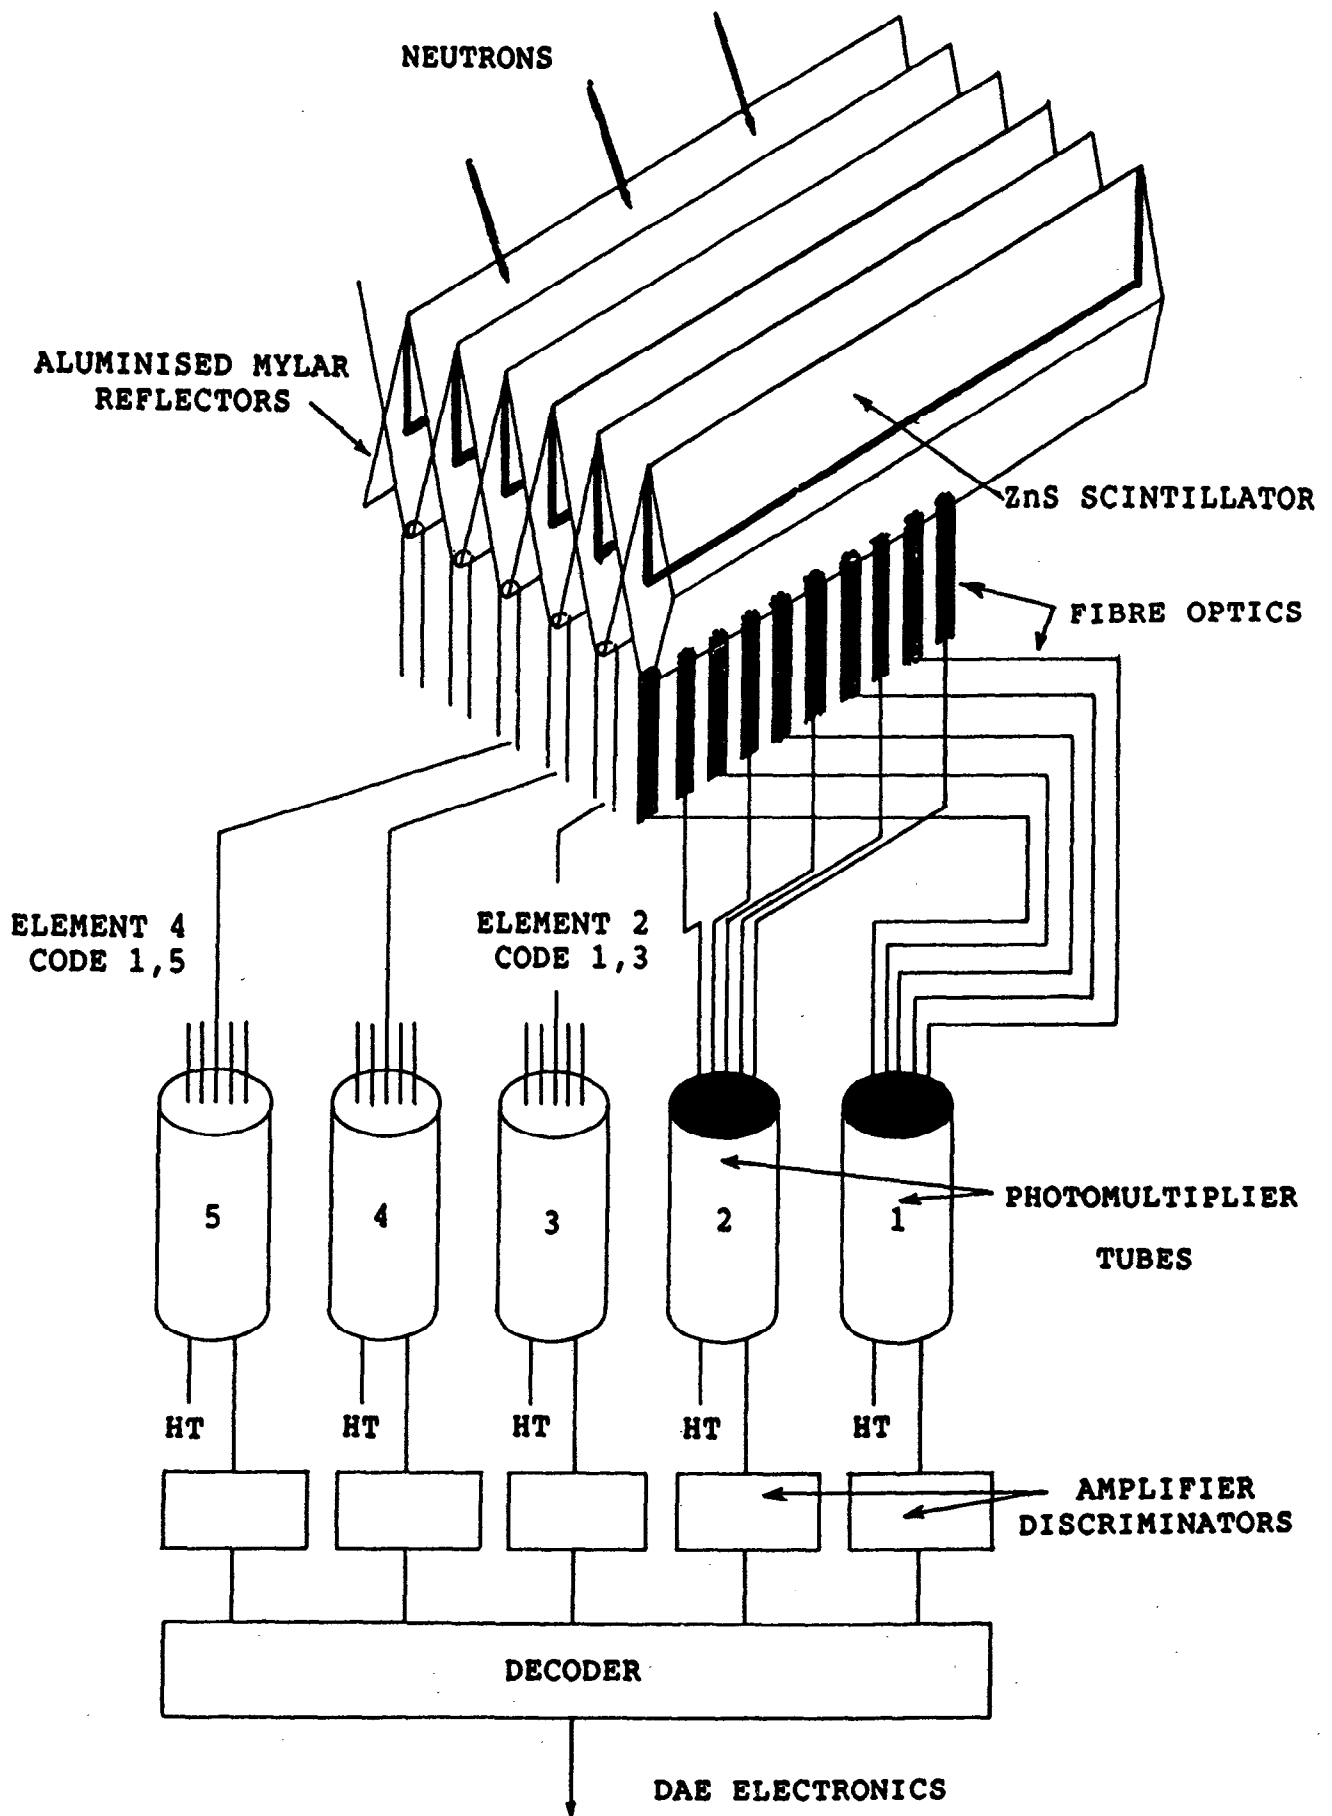 NEUTRONS
ALUMINISED MYLAR
REFLECTORS
ZnS SCINTILLATOR
FIBRE OPTICS
ELEMENT 4
CODE 1,5
ELEMENT 2
CODE 1,3
5
4
3
2
1
PHOTOMULTIPLIER
TUBES
HT
HT
HT
HT
HT
AMPLIFIER
DISCRIMINATORS
DECODER
DAE ELECTRONICS